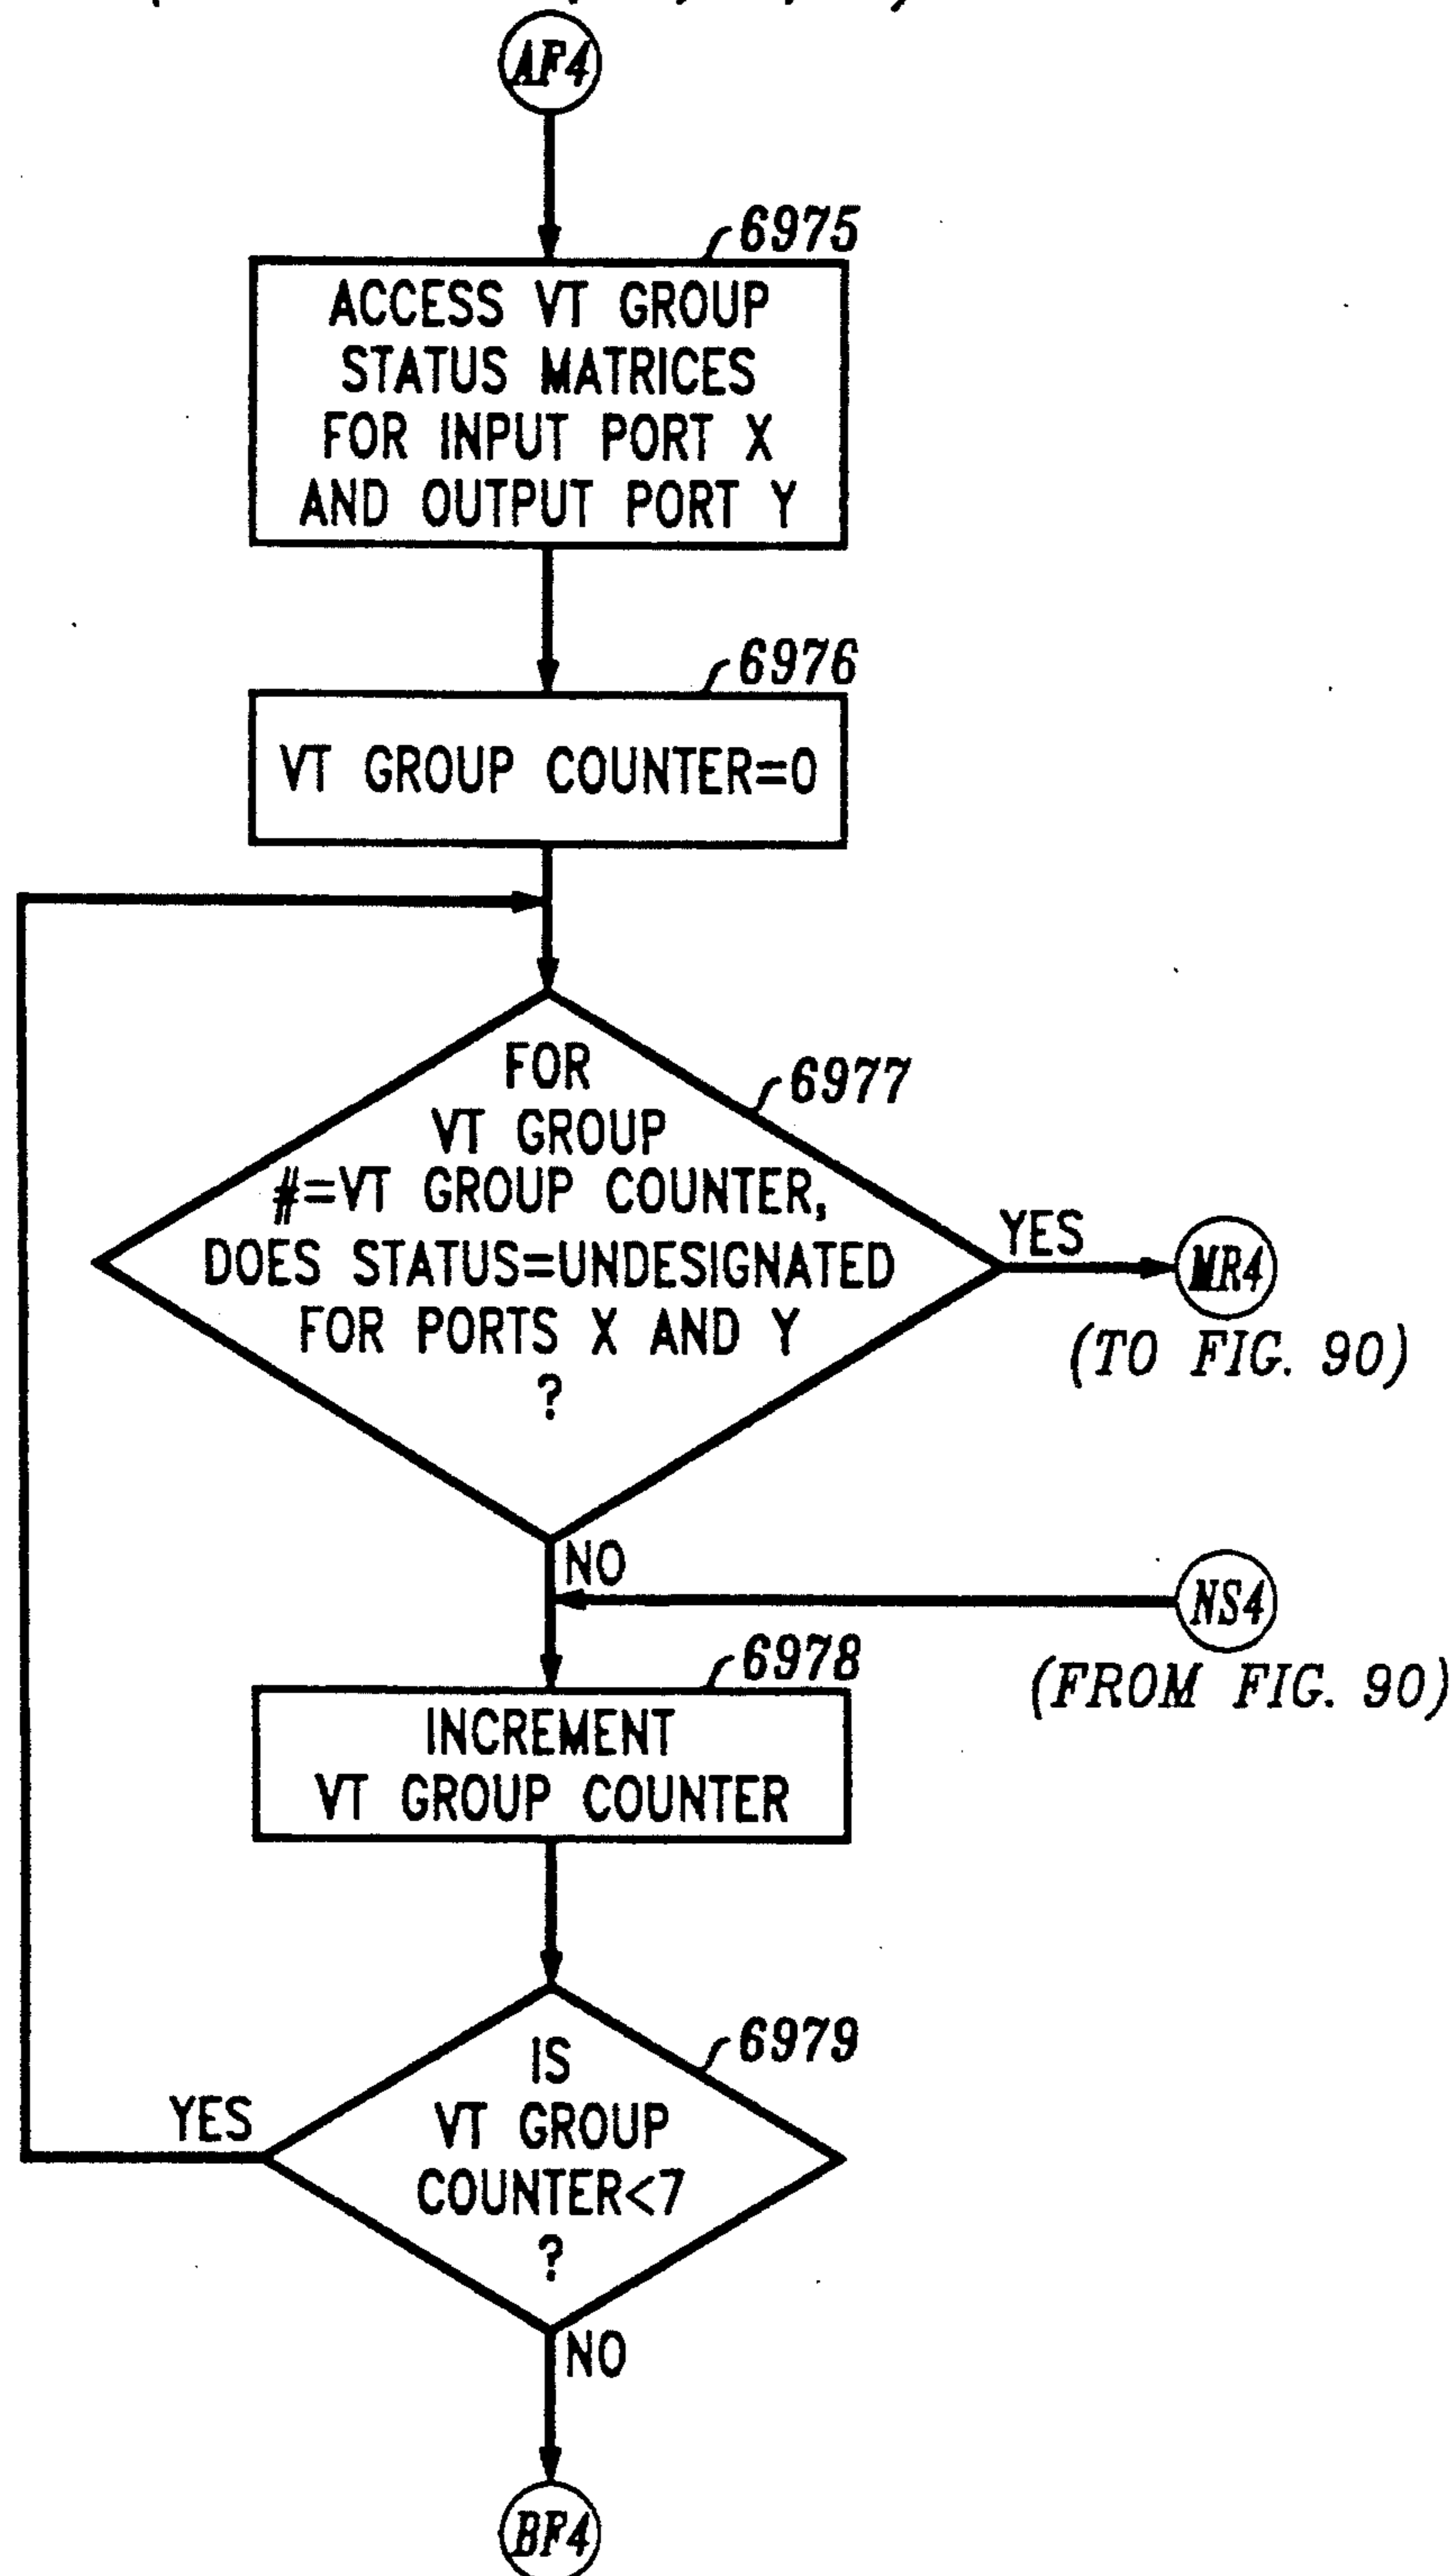 AF4
6975
ACCESS VT GROUP
STATUS MATRICES
FOR INPUT PORT X
AND OUTPUT PORT Y
6976
VT GROUP COUNTER=0
FOR
VT GROUP
#=VT GROUP COUNTER,
DOES STATUS=UNDESIGNATED
FOR PORTS X AND Y
?
6977
YES
MR4
(TO FIG. 90)
NO
NS4
(FROM FIG. 90)
6978
INCREMENT
VT GROUP COUNTER
6979
IS
VT GROUP
COUNTER<7
?
YES
NO
BF4